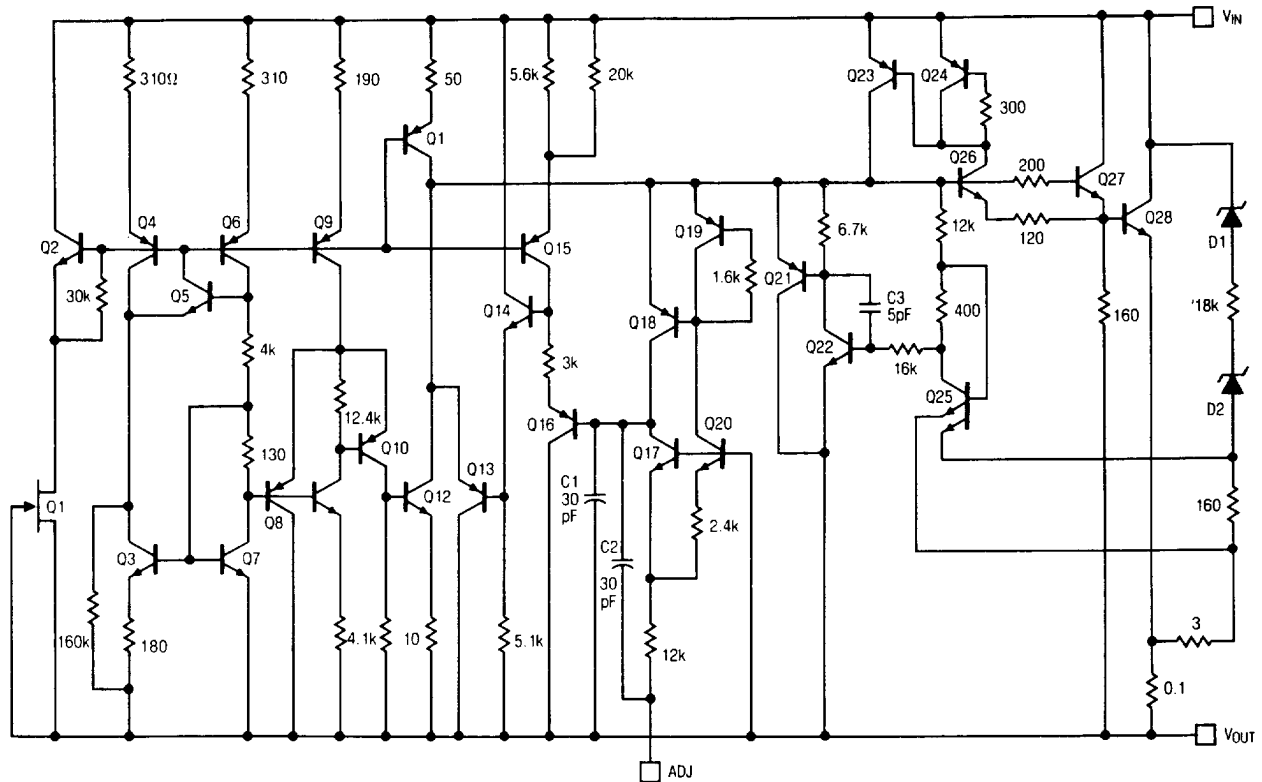 VIN
310Ω
310
190
50
5.6k
20k
Q23
Q24
300
Q1
Q26
200
Q27
Q2
Q4
Q6
Q9
Q15
Q19
6.7k
12k
120
Q28
D1
30k
Q5
Q14
1.6k
Q21
C3
5pF
400
160
18k
4k
Q18
Q22
3k
16k
Q25
D2
12.4k
Q10
Q16
Q20
130
Q13
Q17
Q1
Q8
Q12
C1
30
pF
2.4k
160
Q3
Q7
C2
30
pF
160k
180
4.1k
10
5.1k
12k
3
0.1
VOUT
ADJ